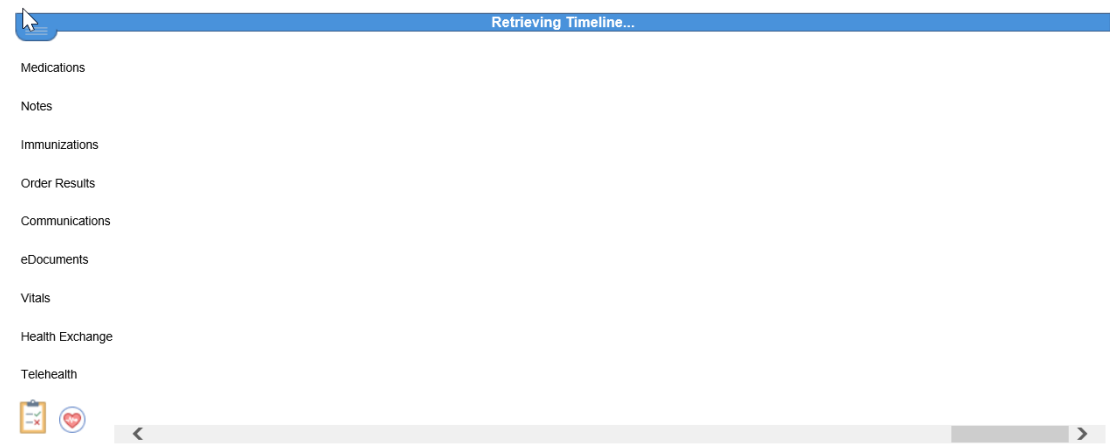 Retrieving Timeline...
Medications
Notes
Immunizations
Order Results
Communications
eDocuments
Vitals
Health Exchange
Telehealth